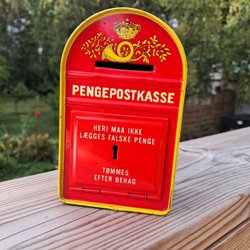 PENGEPOSTKASSE
HERI MAA IKKE
LÆGGES FALSKE PENGE
TØMMES
EFTER BEHAG